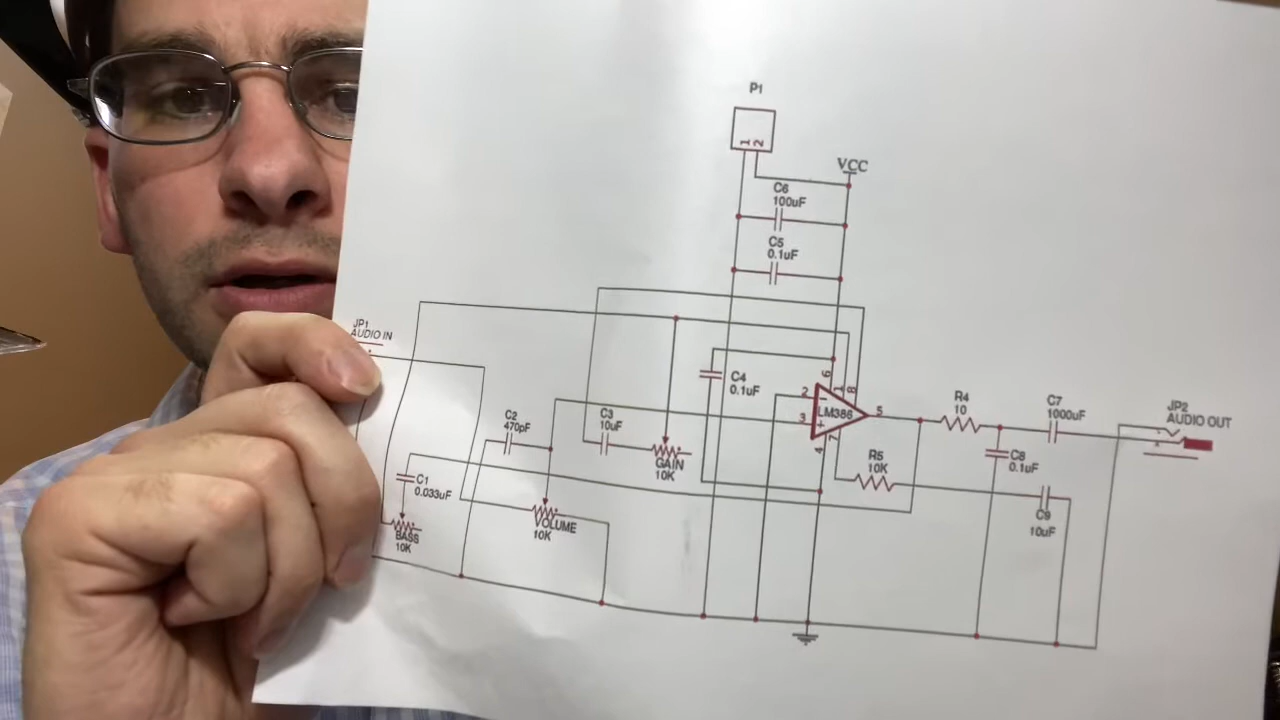 P1
1 2
VCC
C6
100uF
C5
0.1uF
JP1
AUDIO IN
C4
0.1uF
6 1 8
2
3
- +
LM386
5
4 7
R4
10
C7
1000uF
JP2
AUDIO OUT
C2
470pF
C3
10uF
GAIN
10K
C8
0.1uF
R5
10K
C1
0.033uF
C9
10uF
VOLUME
10K
BASS
10K